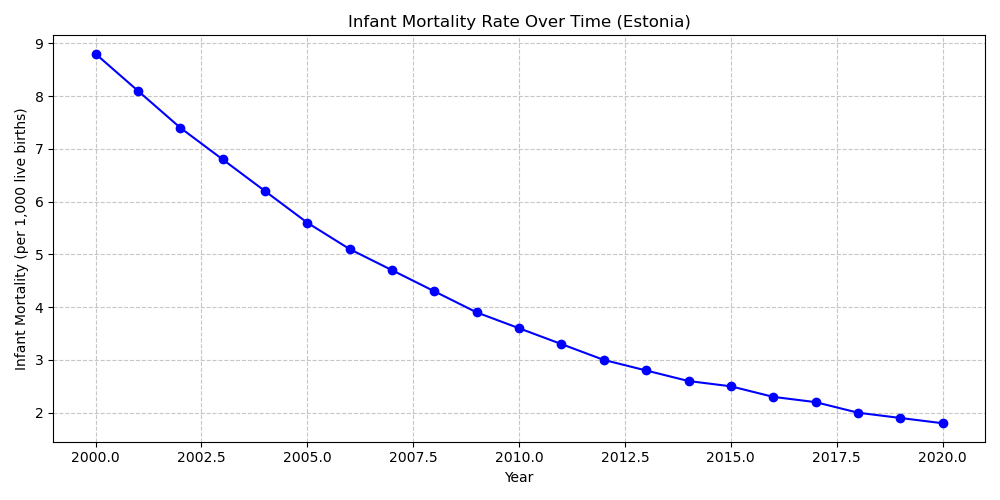 Infant Mortality Rate Over Time (Estonia)
Infant Mortality (per 1,000 live births)
9
8
7
6
5
4
3
2
2000.0 2002.5 2005.0 2007.5 2010.0 2012.5 2015.0 2017.5 2020.0
Year